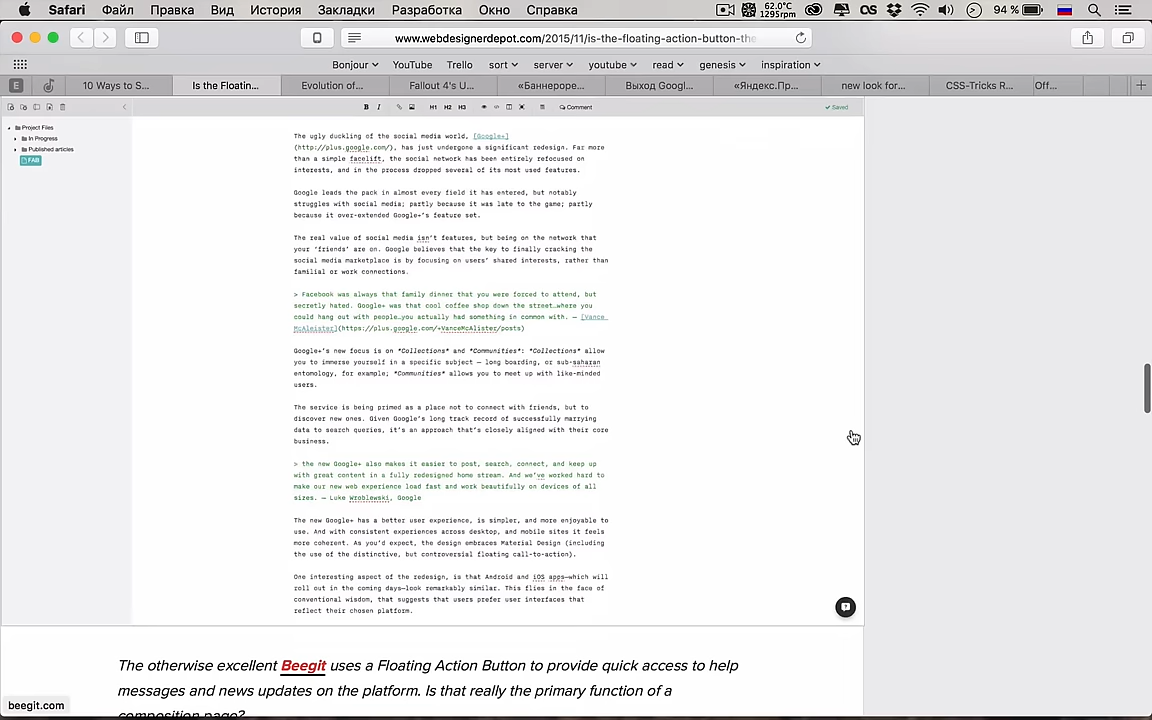 Safari Файл Правка Вид История Закладки Разработка Окно Справка 62.0°C 1295rpm 94 %
www.webdesignerdepot.com/2015/11/is-the-floating-action-button-the
Bonjour YouTube Trello sort server youtube read genesis inspiration
10 Ways to S... Is the Floatin... Evolution of... Fallout 4's U... «Баннероре... Выход Googl... «Яндекс.Пр... new look for... CSS-Tricks R... Off...
B I H1 H2 H3 Comment Saved
Project Files
In Progress
Published articles
FAB
The ugly duckling of the social media world, [Google+]
(http://plus.google.com/), has just undergone a significant redesign. Far more
than a simple facelift, the social network has been entirely refocused on
interests, and in the process dropped several of its most used features.
Google leads the pack in almost every field it has entered, but notably
struggles with social media; partly because it was late to the game; partly
because it over-extended Google+'s feature set.
The real value of social media isn't features, but being on the network that
your 'friends' are on. Google believes that the key to finally cracking the
social media marketplace is by focusing on users' shared interests, rather than
familial or work connections.
> Facebook was always that family dinner that you were forced to attend, but
secretly hated. Google+ was that cool coffee shop down the street…where you
could hang out with people…you actually had something in common with. — [Vance
McAleister](https://plus.google.com/+VanceMcAlister/posts)
Google+'s new focus is on *Collections* and *Communities*: *Collections* allow
you to immerse yourself in a specific subject — long boarding, or sub-saharan
entomology, for example; *Communities* allows you to meet up with like-minded
users.
The service is being primed as a place not to connect with friends, but to
discover new ones. Given Google's long track record of successfully marrying
data to search queries, it's an approach that's closely aligned with their core
business.
> the new Google+ also makes it easier to post, search, connect, and keep up
with great content in a fully redesigned home stream. And we've worked hard to
make our new web experience load fast and work beautifully on devices of all
sizes. — Luke Wroblewski, Google
The new Google+ has a better user experience, is simpler, and more enjoyable to
use. And with consistent experiences across desktop, and mobile sites it feels
more coherent. As you'd expect, the design embraces Material Design (including
the use of the distinctive, but controversial floating call-to-action).
One interesting aspect of the redesign, is that Android and iOS apps—which will
roll out in the coming days—look remarkably similar. This flies in the face of
conventional wisdom, that suggests that users prefer user interfaces that
reflect their chosen platform.
The otherwise excellent Beegit uses a Floating Action Button to provide quick access to help
messages and news updates on the platform. Is that really the primary function of a
composition page?
beegit.com